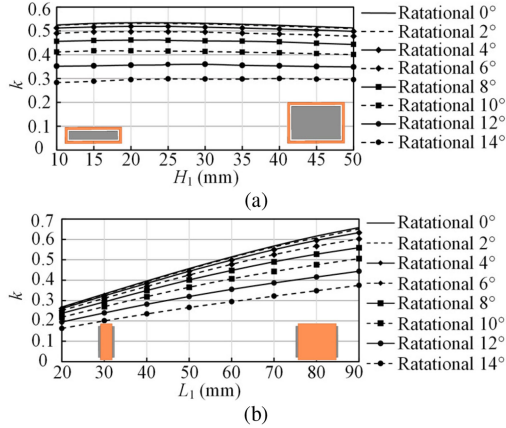 0.6
0.5
0.4
0.3
0.2
0.1
0
k
10 15 20 25 30 35 40 45 50
H₁ (mm)
Ratational 0°
Ratational 2°
Ratational 4°
Ratational 6°
Ratational 8°
Ratational 10°
Ratational 12°
Ratational 14°
(a)
0.7
0.6
0.5
0.4
0.3
0.2
0.1
0
k
20 30 40 50 60 70 80 90
L₁ (mm)
Ratational 0°
Ratational 2°
Ratational 4°
Ratational 6°
Ratational 8°
Ratational 10°
Ratational 12°
Ratational 14°
(b)